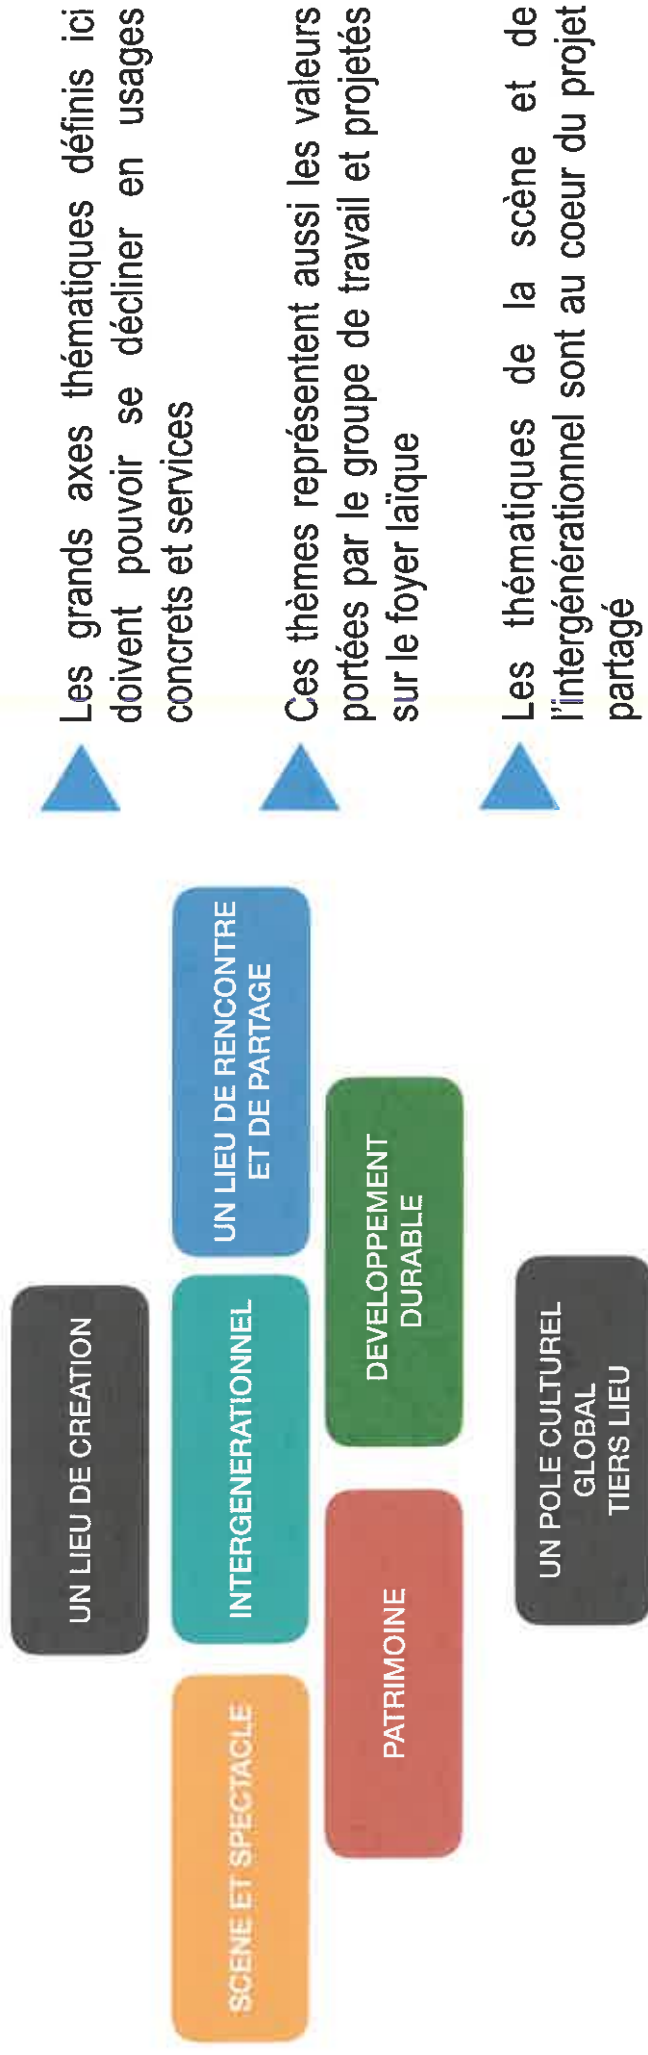 UN LIEU DE CREATION
SCENE ET SPECTACLE
INTERGENERATIONNEL
UN LIEU DE RENCONTRE
ET DE PARTAGE
PATRIMOINE
DEVELOPPEMENT
DURABLE
UN POLE CULTUREL
GLOBAL
TIERS LIEU
Les grands axes thématiques définis ici
doivent pouvoir se décliner en usages
concrets et services
Ces thèmes représentent aussi les valeurs
portées par le groupe de travail et projetés
sur le foyer laïque
Les thématiques de la scène et de
l'intergénérationnel sont au coeur du projet
partagé